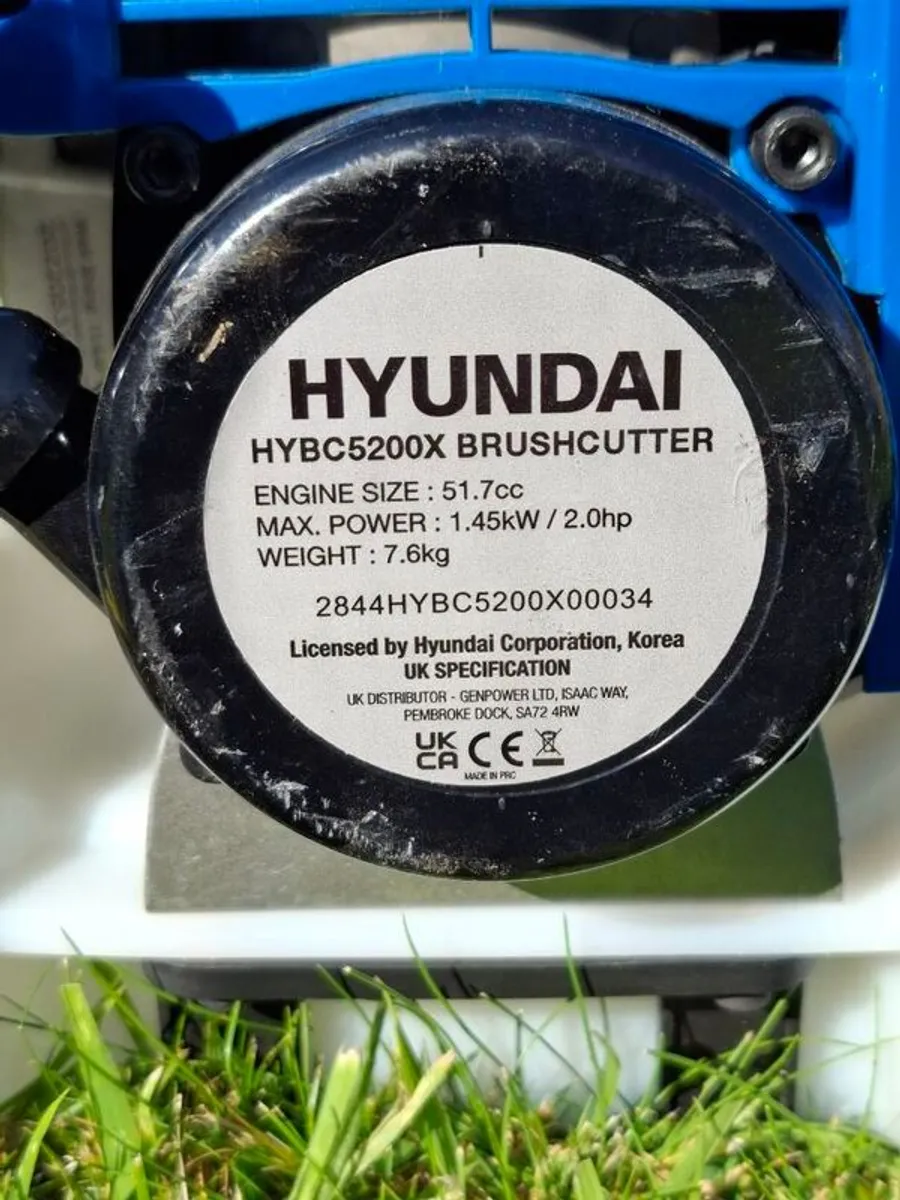 HYUNDAI
HYBC5200X BRUSHCUTTER
ENGINE SIZE : 51.7cc
MAX. POWER : 1.45kW / 2.0hp
WEIGHT : 7.6kg
2844HYBC5200X00034
Licensed by Hyundai Corporation, Korea
UK SPECIFICATION
UK DISTRIBUTOR - GENPOWER LTD, ISAAC WAY,
PEMBROKE DOCK, SA72 4RW
UK
CA CE
MADE IN PRC